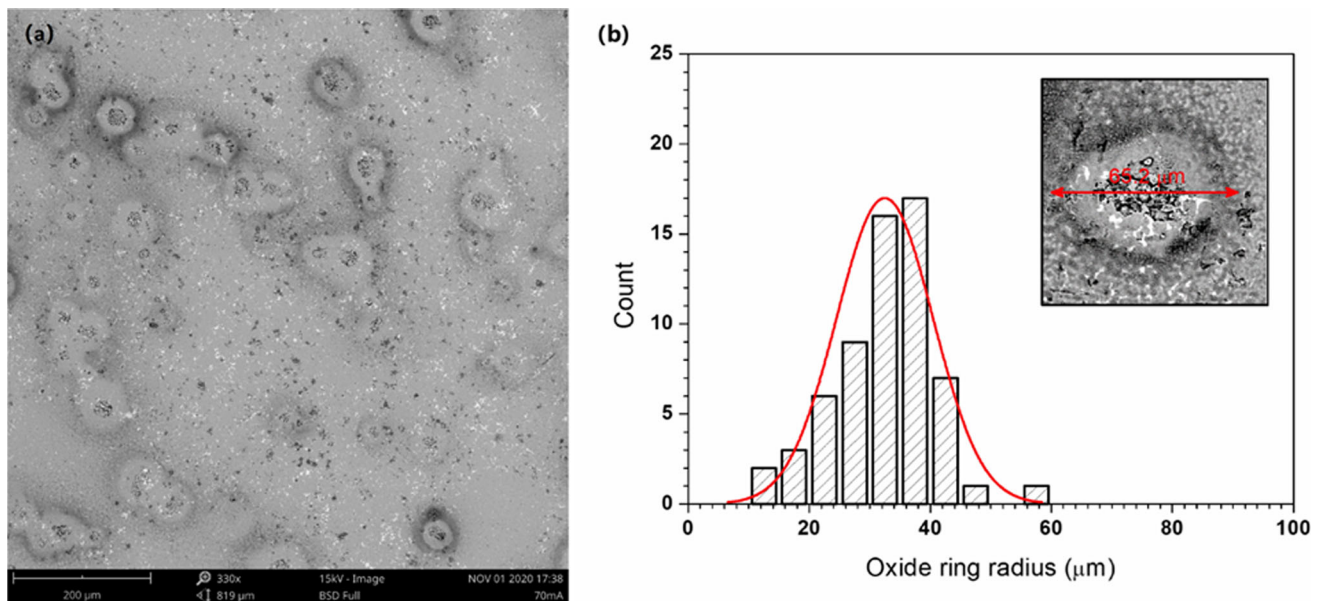 (a)
200 µm
330x
819 µm
15kV - Image
BSD Full
NOV 01 2020 17:38
70mA
(b)
25
20
15
10
5
0
Count
65.2 µm
0 20 40 60 80 100
Oxide ring radius (µm)